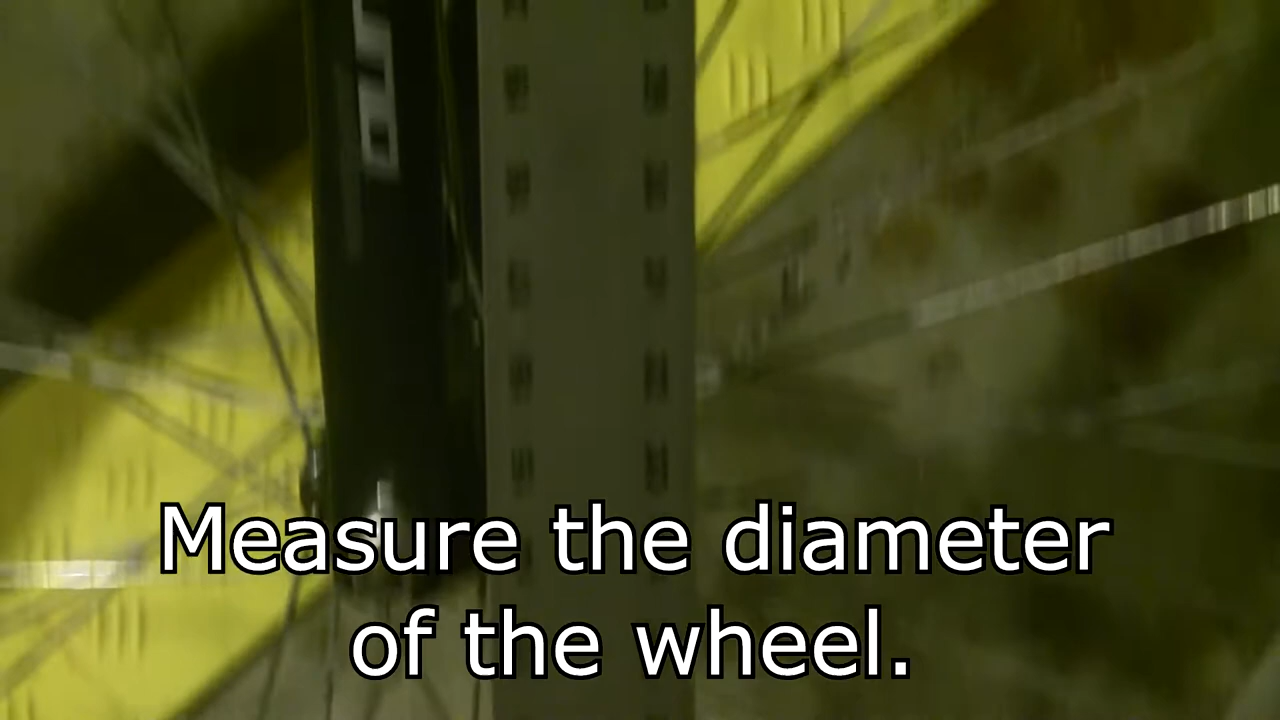 Measure the diameter
of the wheel.